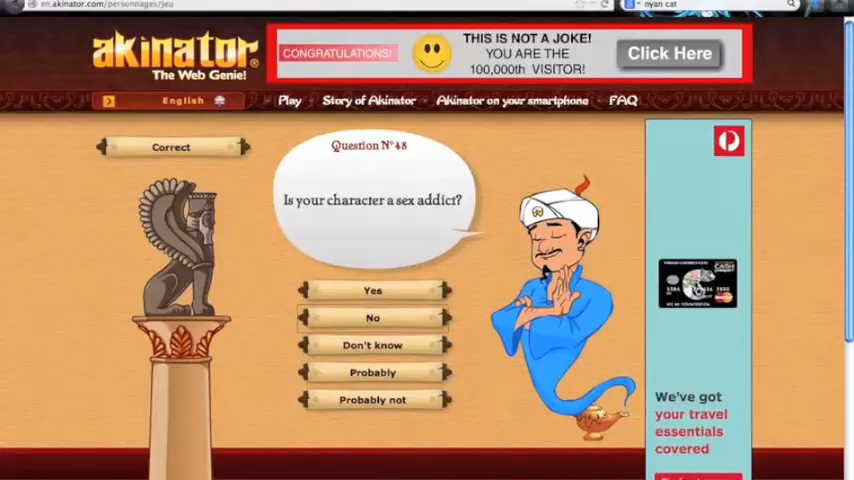 en.akinator.com/personnages/jeu
nyan cat
akinator
The Web Genie!
CONGRATULATIONS!
THIS IS NOT A JOKE!
YOU ARE THE
100,000th VISITOR!
Click Here
English
Play
Story of Akinator
Akinator on your smartphone
FAQ
Correct
Question N°48
Is your character a sex addict?
Yes
No
Don't know
Probably
Probably not
CASH
We've got
your travel
essentials
covered